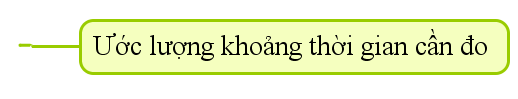 Ước lượng khoảng thời gian cần đo